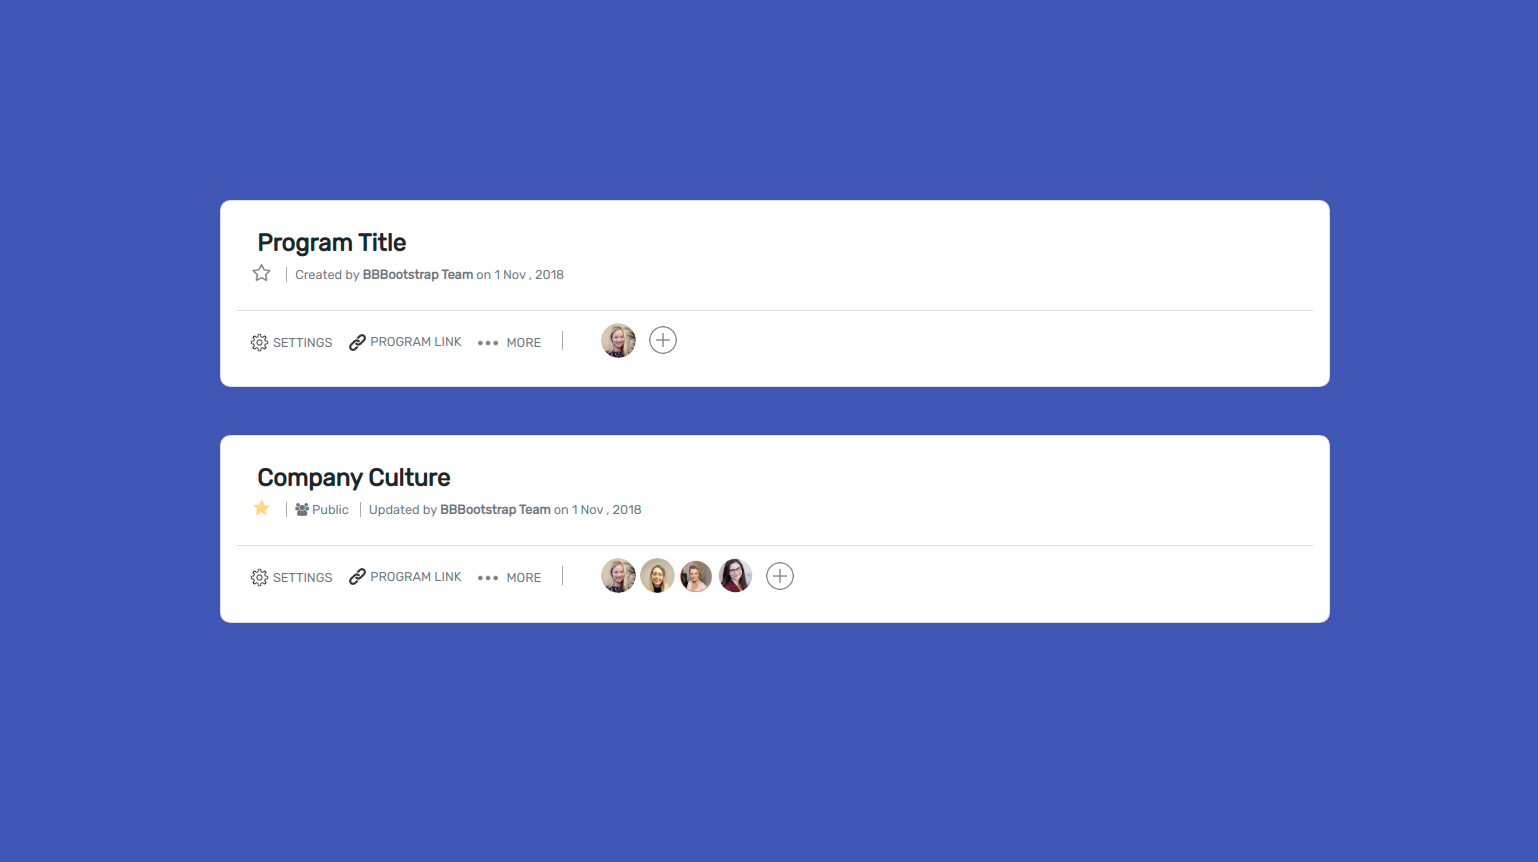 Program Title
Created by BBBootstrap Team on 1 Nov , 2018
SETTINGS PROGRAM LINK MORE
Company Culture
Public Updated by BBBootstrap Team on 1 Nov , 2018
SETTINGS PROGRAM LINK MORE